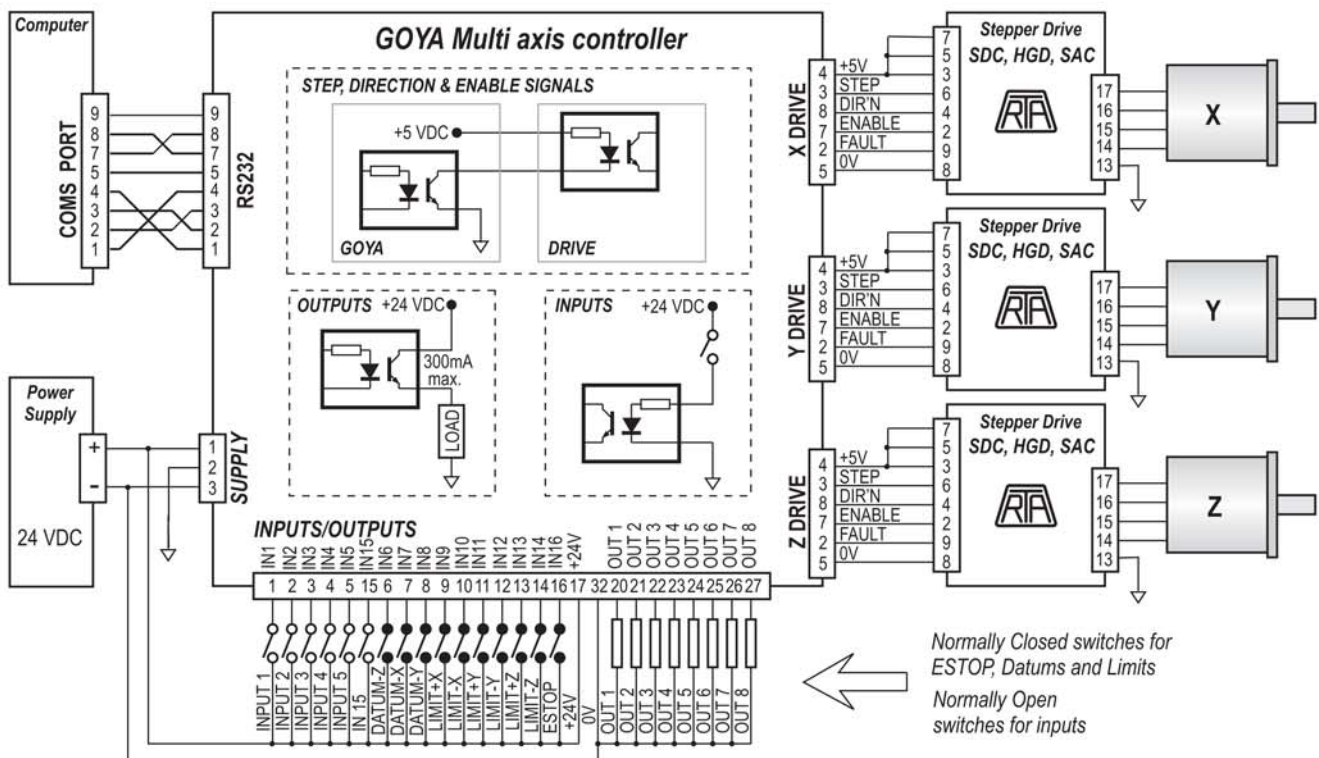 Computer
COMS PORT
9
8
7
5
4
3
2
1
9
8
7
5
4
3
2
1
RS232
GOYA Multi axis controller
STEP, DIRECTION & ENABLE SIGNALS
+5 VDC
GOYA
DRIVE
OUTPUTS
+24 VDC
300mA
max.
LOAD
INPUTS
+24 VDC
Power
Supply
+
-
24 VDC
1
2
3
SUPPLY
X DRIVE
4
3
8
7
2
5
+5V
STEP
DIR'N
ENABLE
FAULT
0V
7
5
3
6
4
2
9
8
Stepper Drive
SDC, HGD, SAC
RTA
17
16
15
14
13
X
Y DRIVE
4
3
8
7
2
5
+5V
STEP
DIR'N
ENABLE
FAULT
0V
7
5
3
6
4
2
9
8
Stepper Drive
SDC, HGD, SAC
RTA
17
16
15
14
13
Y
Z DRIVE
4
3
8
7
2
5
+5V
STEP
DIR'N
ENABLE
FAULT
0V
7
5
3
6
4
2
9
8
Stepper Drive
SDC, HGD, SAC
RTA
17
16
15
14
13
Z
INPUTS/OUTPUTS
IN1 IN2 IN3 IN4 IN5 IN15 IN6 IN7 IN8 IN9 IN10 IN11 IN12 IN13 IN14 IN16 +24V OUT 1 OUT 2 OUT 3 OUT 4 OUT 5 OUT 6 OUT 7 OUT 8
1 2 3 4 5 15 6 7 8 9 10 11 12 13 14 16 17 32 20 21 22 23 24 25 26 27
INPUT 1
INPUT 2
INPUT 3
INPUT 4
INPUT 5
IN 15
DATUM-Z
DATUM-X
DATUM-Y
LIMIT+X
LIMIT-X
LIMIT+Y
LIMIT-Y
LIMIT+Z
LIMIT-Z
ESTOP
+24V
0V
OUT 1
OUT 2
OUT 3
OUT 4
OUT 5
OUT 6
OUT 7
OUT 8
Normally Closed switches for
ESTOP, Datums and Limits
Normally Open
switches for inputs